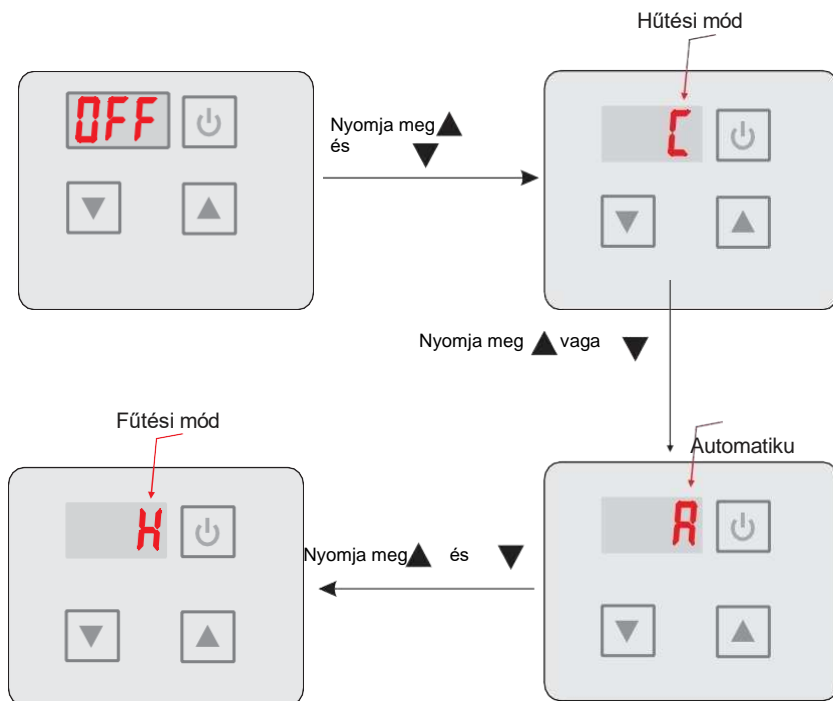 Hűtési mód
OFF
Nyomja meg
és
C
Nyomja meg vaga
Fűtési mód
Automatiku
H
A
Nyomja meg és